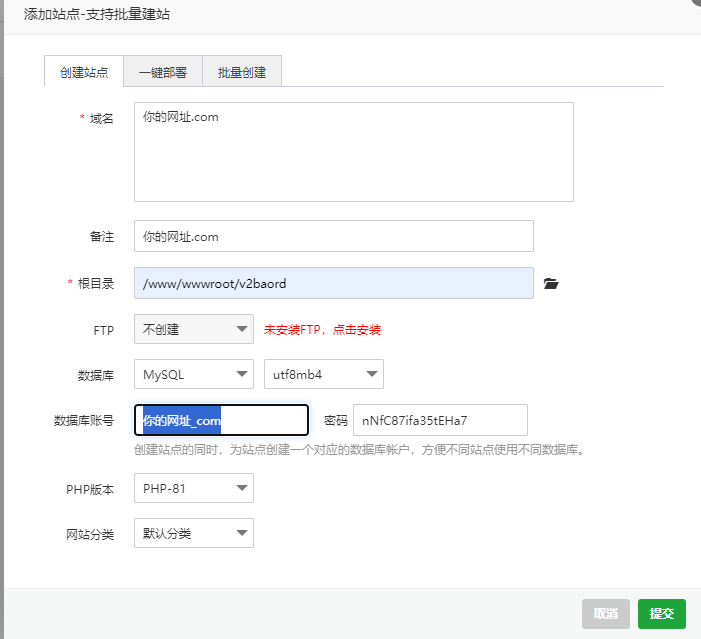 添加站点-支持批量建站
创建站点 一键部署 批量创建
* 域名 你的网址.com
备注 你的网址.com
* 根目录 /www/wwwroot/v2baord
FTP 不创建 未安装FTP，点击安装
数据库 MySQL utf8mb4
数据库账号 你的网址_com 密码 nNfC87ifa35tEHa7
创建站点的同时，为站点创建一个对应的数据库帐户，方便不同站点使用不同数据库。
PHP版本 PHP-81
网站分类 默认分类
取消 提交